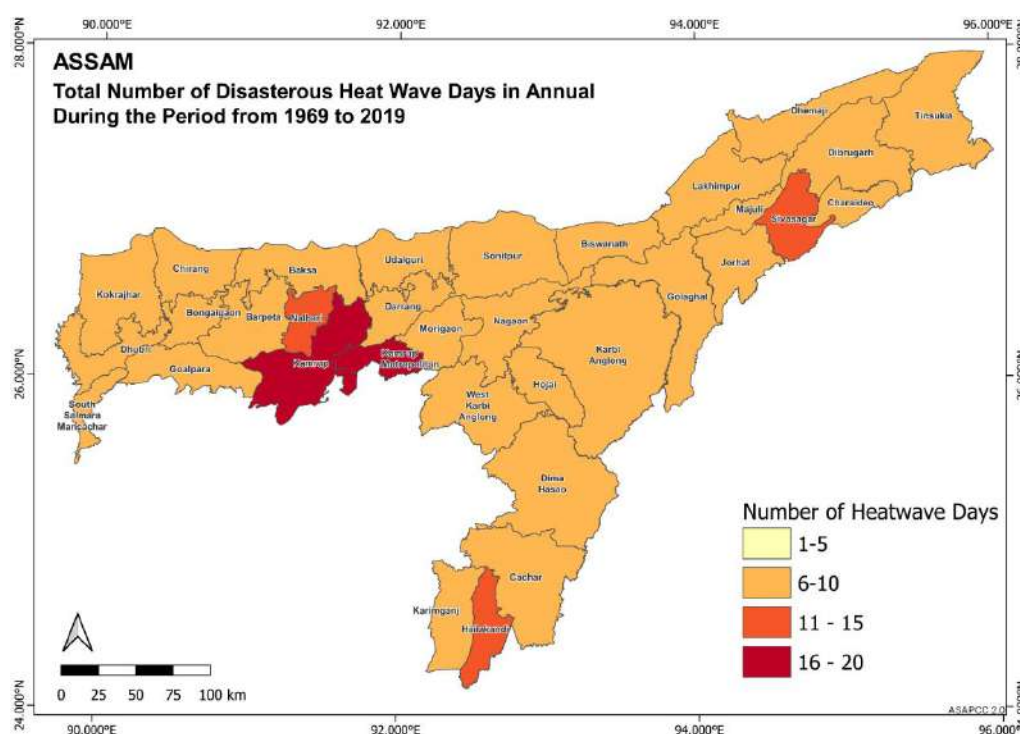 90.000°E 92.000°E 94.000°E 96.000°E
28.000°N
ASSAM
Total Number of Disasterous Heat Wave Days in Annual
During the Period from 1969 to 2019
Dhemaji
Tinsukia
Dibrugarh
Lakhimpur
Majuli
Charaideo
Sivasagar
Biswanath
Jorhat
Sonitpur
Udalguri
Baksa
Chirang
Kokrajhar
Golaghat
Bongaigaon
Barpeta
Nalbari
Darrang
Morigaon
Nagaon
Dhubri
Goalpara
Kamrup
Kamrup
Metropolitan
Karbi
Anglong
26.000°N
Hojai
West
Karbi
Anglong
South
Salmara
Mancachar
Dima
Hasao
Cachar
Karimganj
Hailakandi
Number of Heatwave Days
1-5
6-10
11 - 15
16 - 20
0 25 50 75 100 km
ASAPCC 2.0
24.000°N
90.000°E 92.000°E 94.000°E 96.000°E